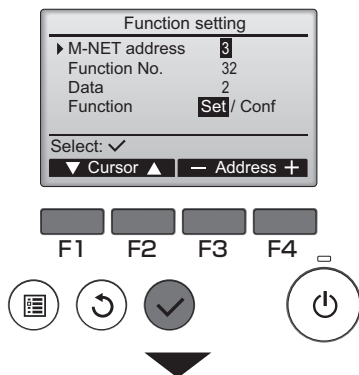 Function setting
M-NET address 3
Function No. 32
Data 2
Function Set / Conf
Select: ✓
▼ Cursor ▲ — Address +
F1 F2 F3 F4